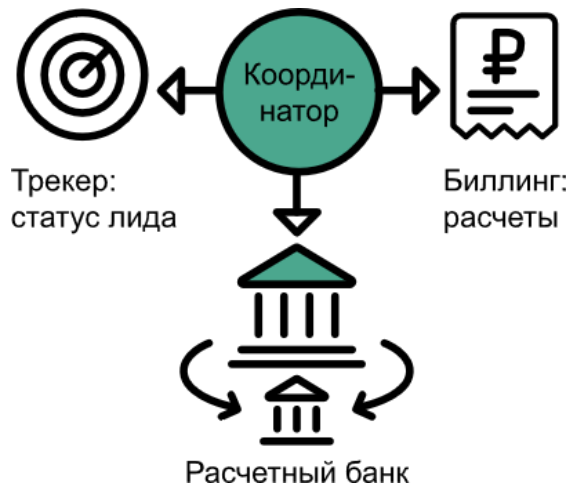 Коорди-
натор
Трекер:
статус лида
Биллинг:
расчеты
Расчетный банк